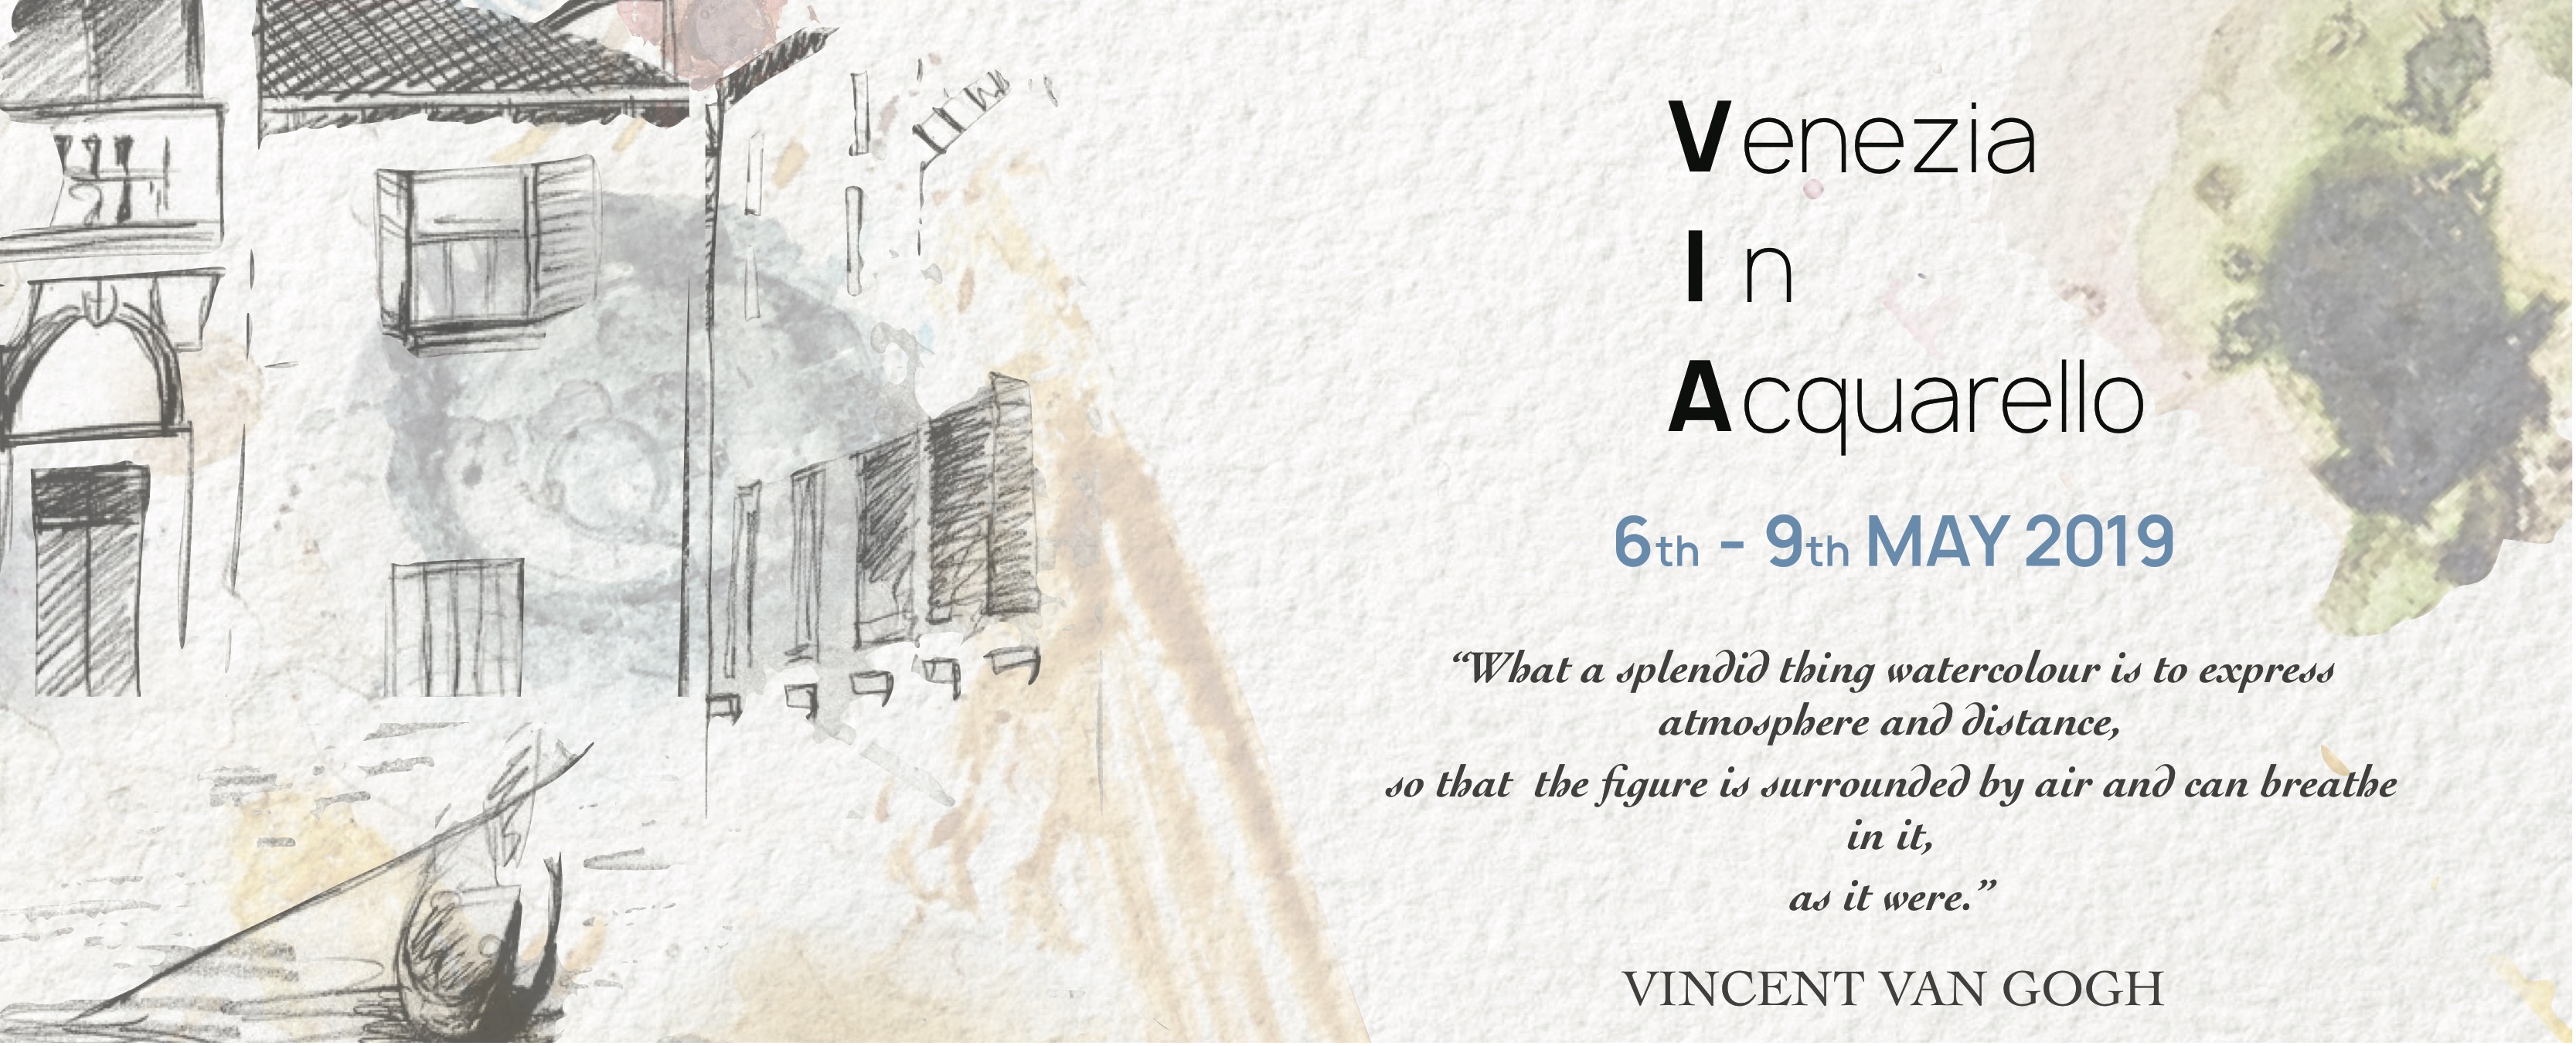 Venezia
In
Acquarello
6th - 9th MAY 2019
“What a splendid thing watercolour is to express
atmosphere and distance,
so that the figure is surrounded by air and can breathe
in it,
as it were.”
VINCENT VAN GOGH